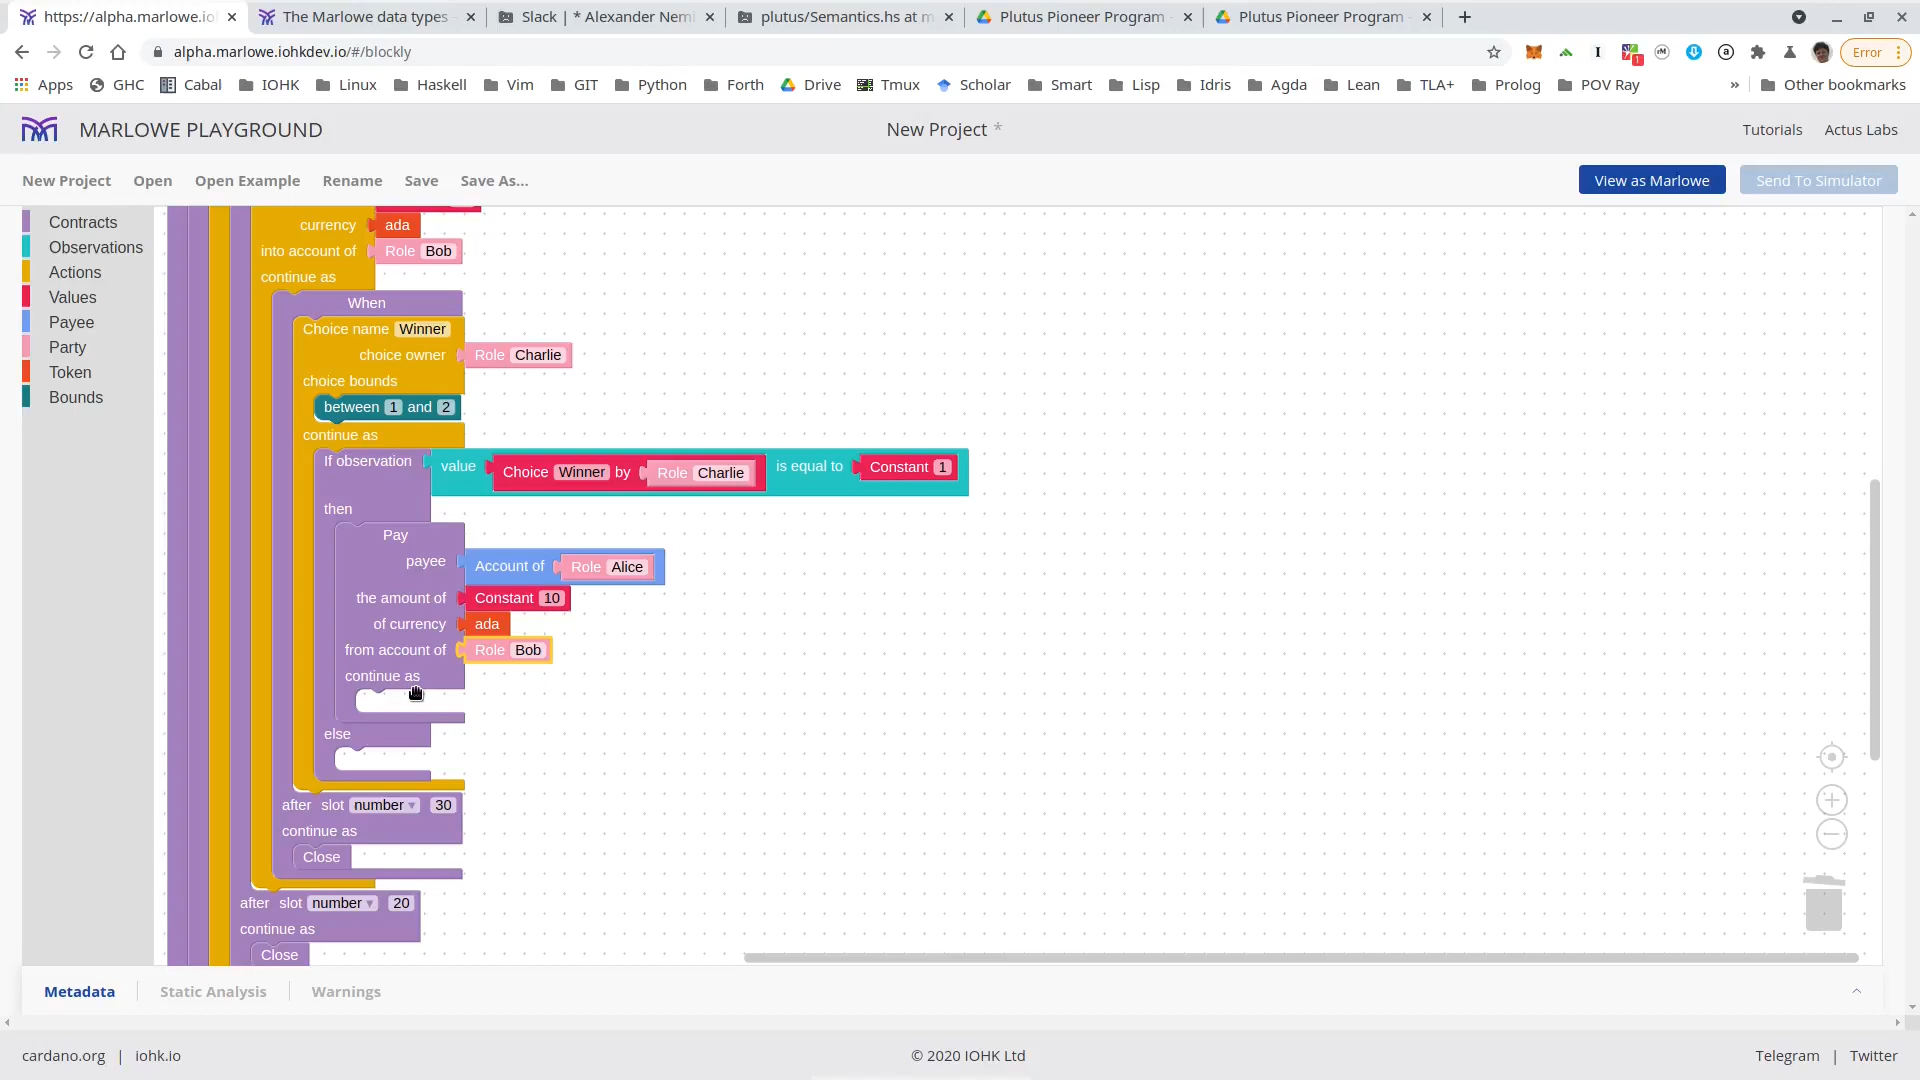 https://alpha.marlowe.io
The Marlowe data types
Slack | * Alexander Nemi
plutus/Semantics.hs at m
Plutus Pioneer Program
Plutus Pioneer Program
alpha.marlowe.iohkdev.io/#/blockly
Error
Apps GHC Cabal IOHK Linux Haskell Vim GIT Python Forth Drive Tmux Scholar Smart Lisp Idris Agda Lean TLA+ Prolog POV Ray » Other bookmarks
MARLOWE PLAYGROUND
New Project *
Tutorials Actus Labs
New Project Open Open Example Rename Save Save As...
View as Marlowe Send To Simulator
Contracts
Observations
Actions
Values
Payee
Party
Token
Bounds
currency ada
into account of Role Bob
continue as
When
Choice name Winner
choice owner Role Charlie
choice bounds
between 1 and 2
continue as
If observation value Choice Winner by Role Charlie is equal to Constant 1
then
Pay
payee Account of Role Alice
the amount of Constant 10
of currency ada
from account of Role Bob
continue as
else
after slot number 30
continue as
Close
after slot number 20
continue as
Close
Metadata Static Analysis Warnings
cardano.org | iohk.io
© 2020 IOHK Ltd
Telegram | Twitter